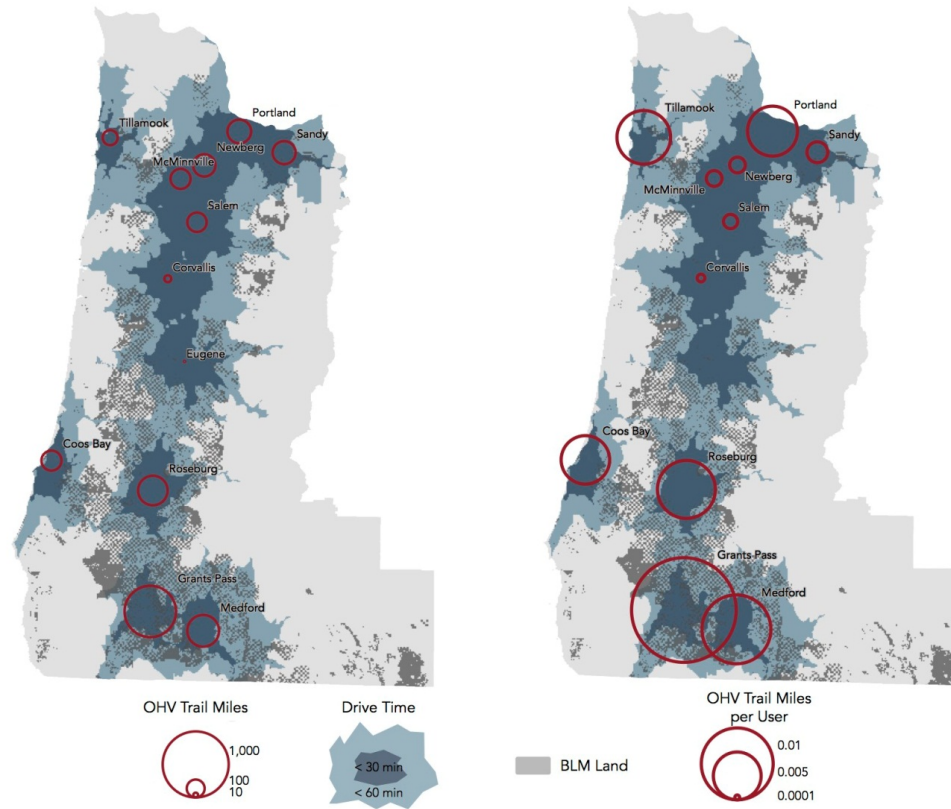 Tillamook
Portland
Sandy
Newberg
McMinnville
Salem
Corvallis
Eugene
Coos Bay
Roseburg
Grants Pass
Medford
OHV Trail Miles
1,000
100
10
Drive Time
< 30 min
< 60 min
Tillamook
Portland
Sandy
Newberg
McMinnville
Salem
Corvallis
Coos Bay
Roseburg
Grants Pass
Medford
BLM Land
OHV Trail Miles
per User
0.01
0.005
0.0001